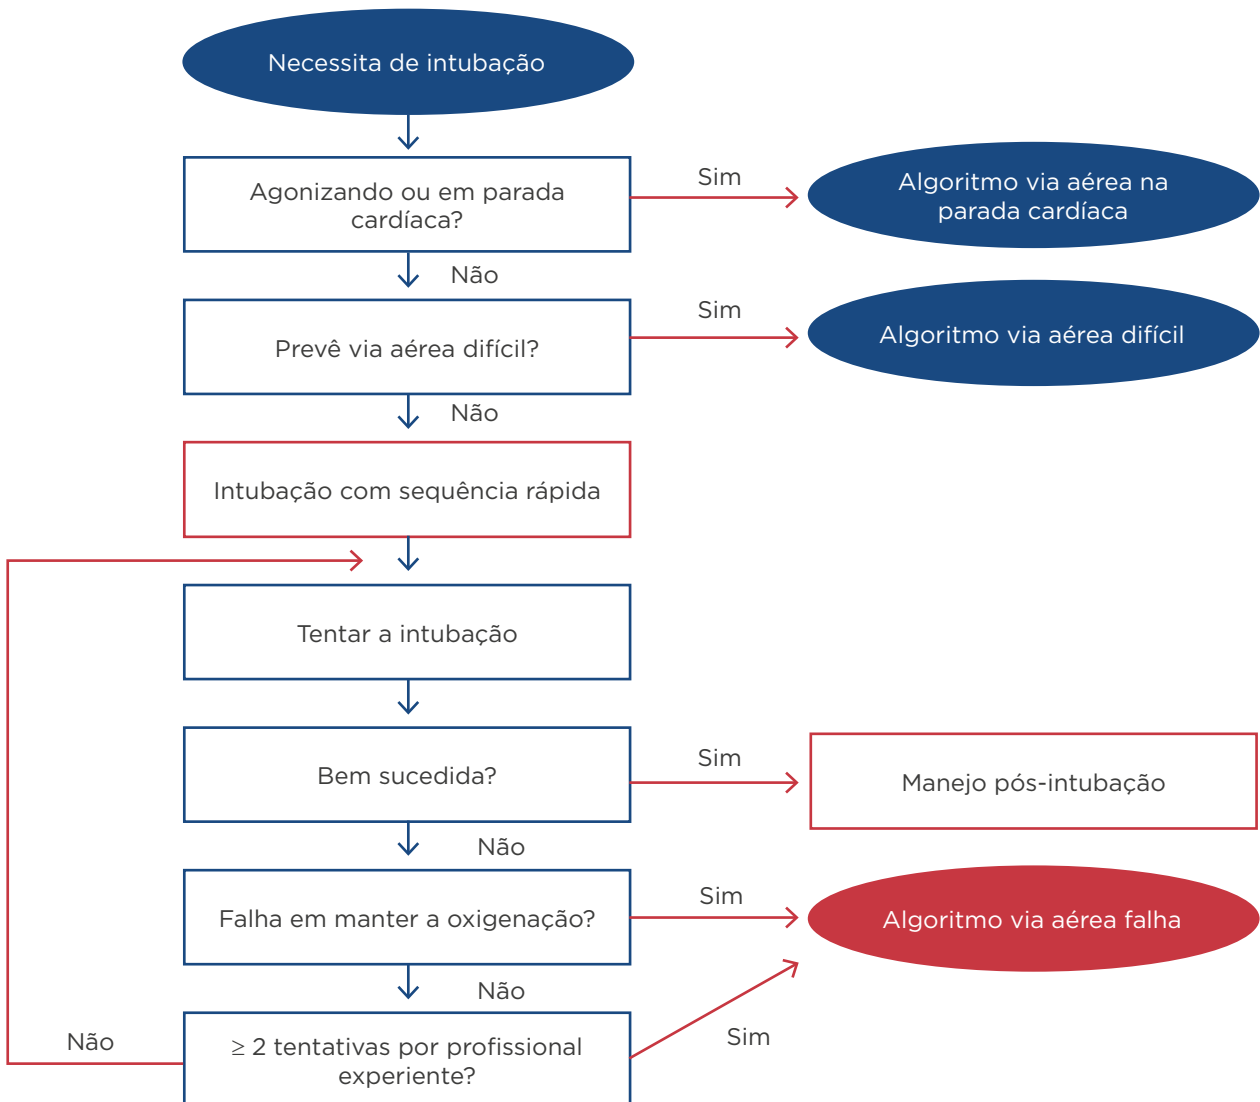 Necessita de intubação
Agonizando ou em parada
cardíaca?
Sim
Algoritmo via aérea na
parada cardíaca
Não
Prevê via aérea difícil?
Sim
Algoritmo via aérea difícil
Não
Intubação com sequência rápida
Tentar a intubação
Bem sucedida?
Sim
Manejo pós-intubação
Não
Falha em manter a oxigenação?
Sim
Algoritmo via aérea falha
Não
≥ 2 tentativas por profissional
experiente?
Não
Sim